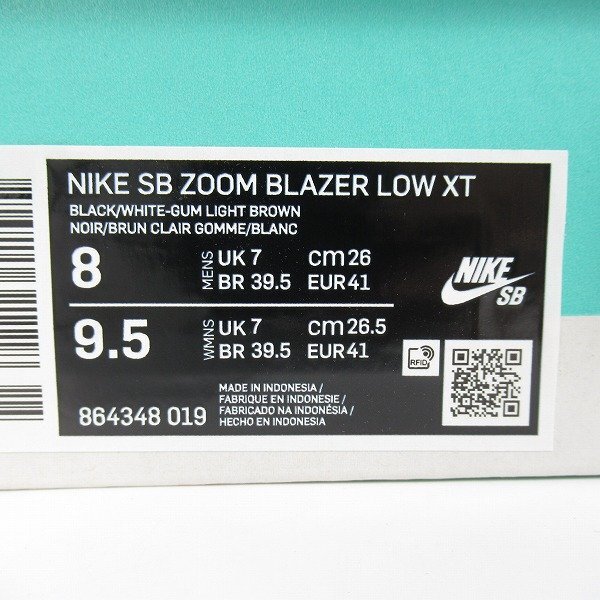 NIKE SB ZOOM BLAZER LOW XT
BLACK/WHITE-GUM LIGHT BROWN
NOIR/BRUN CLAIR GOMME/BLANC
8 MENS UK 7 cm 26
BR 39.5 EUR 41
NIKE
SB
9.5 WMNS UK 7 cm 26.5
BR 39.5 EUR 41
RFID
MADE IN INDONESIA /
FABRIQUE EN INDONESIE /
864348 019 FABRICADO NA INDONÉSIA /
HECHO EN INDONESIA